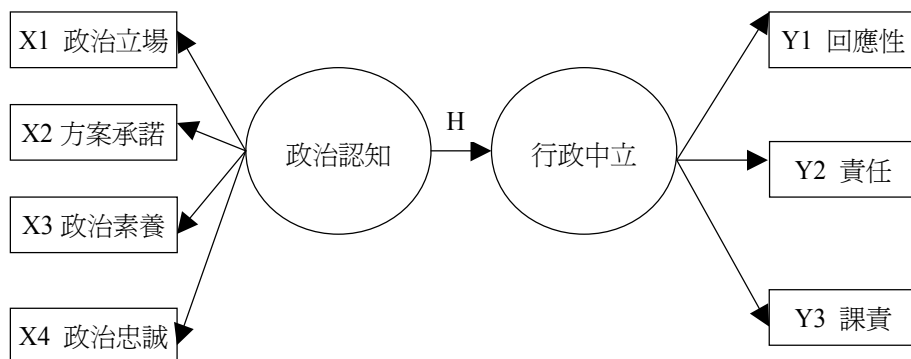 X1 政治立場
X2 方案承諾
X3 政治素養
X4 政治忠誠
政治認知
H
行政中立
Y1 回應性
Y2 責任
Y3 課責